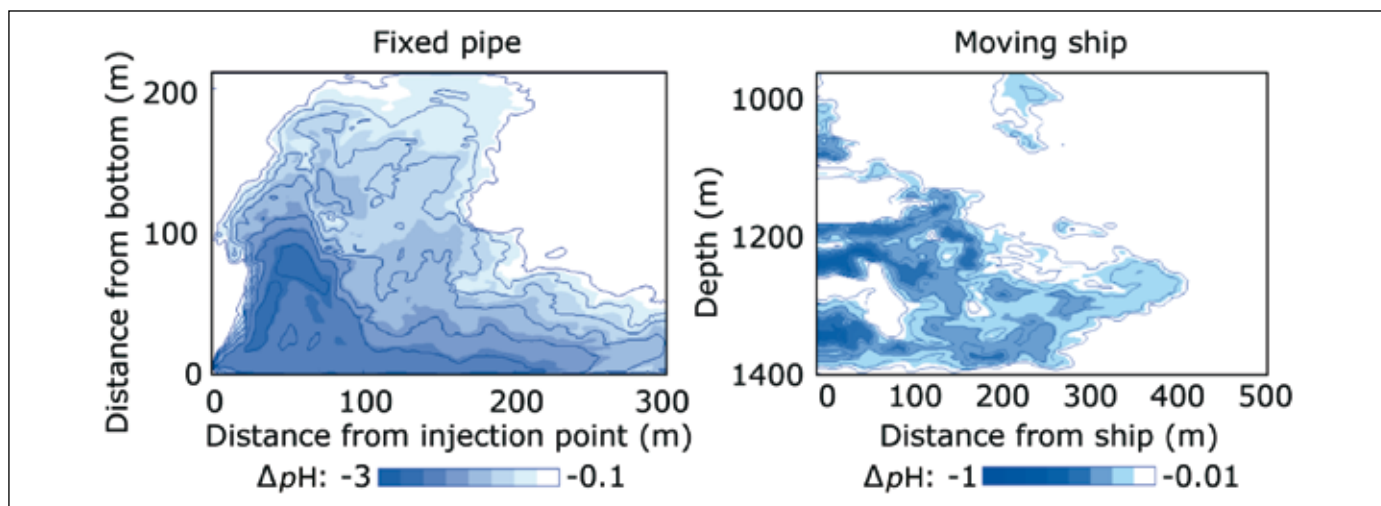 Fixed pipe
Distance from bottom (m)
200
100
0
0 100 200 300
Distance from injection point (m)
ΔpH: -3 -0.1
Moving ship
Depth (m)
1000
1200
1400
0 100 200 300 400 500
Distance from ship (m)
ΔpH: -1 -0.01